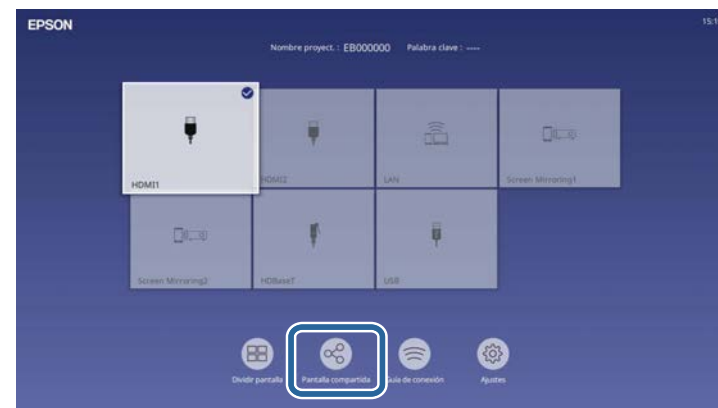 EPSON
15:1
Nombre proyect. : EB000000 Palabra clave : ----
HDMI1
HDMI2
LAN
Screen Mirroring1
Screen Mirroring2
HDBaseT
USB
Dividir pantalla
Pantalla compartida
Guía de conexión
Ajustes